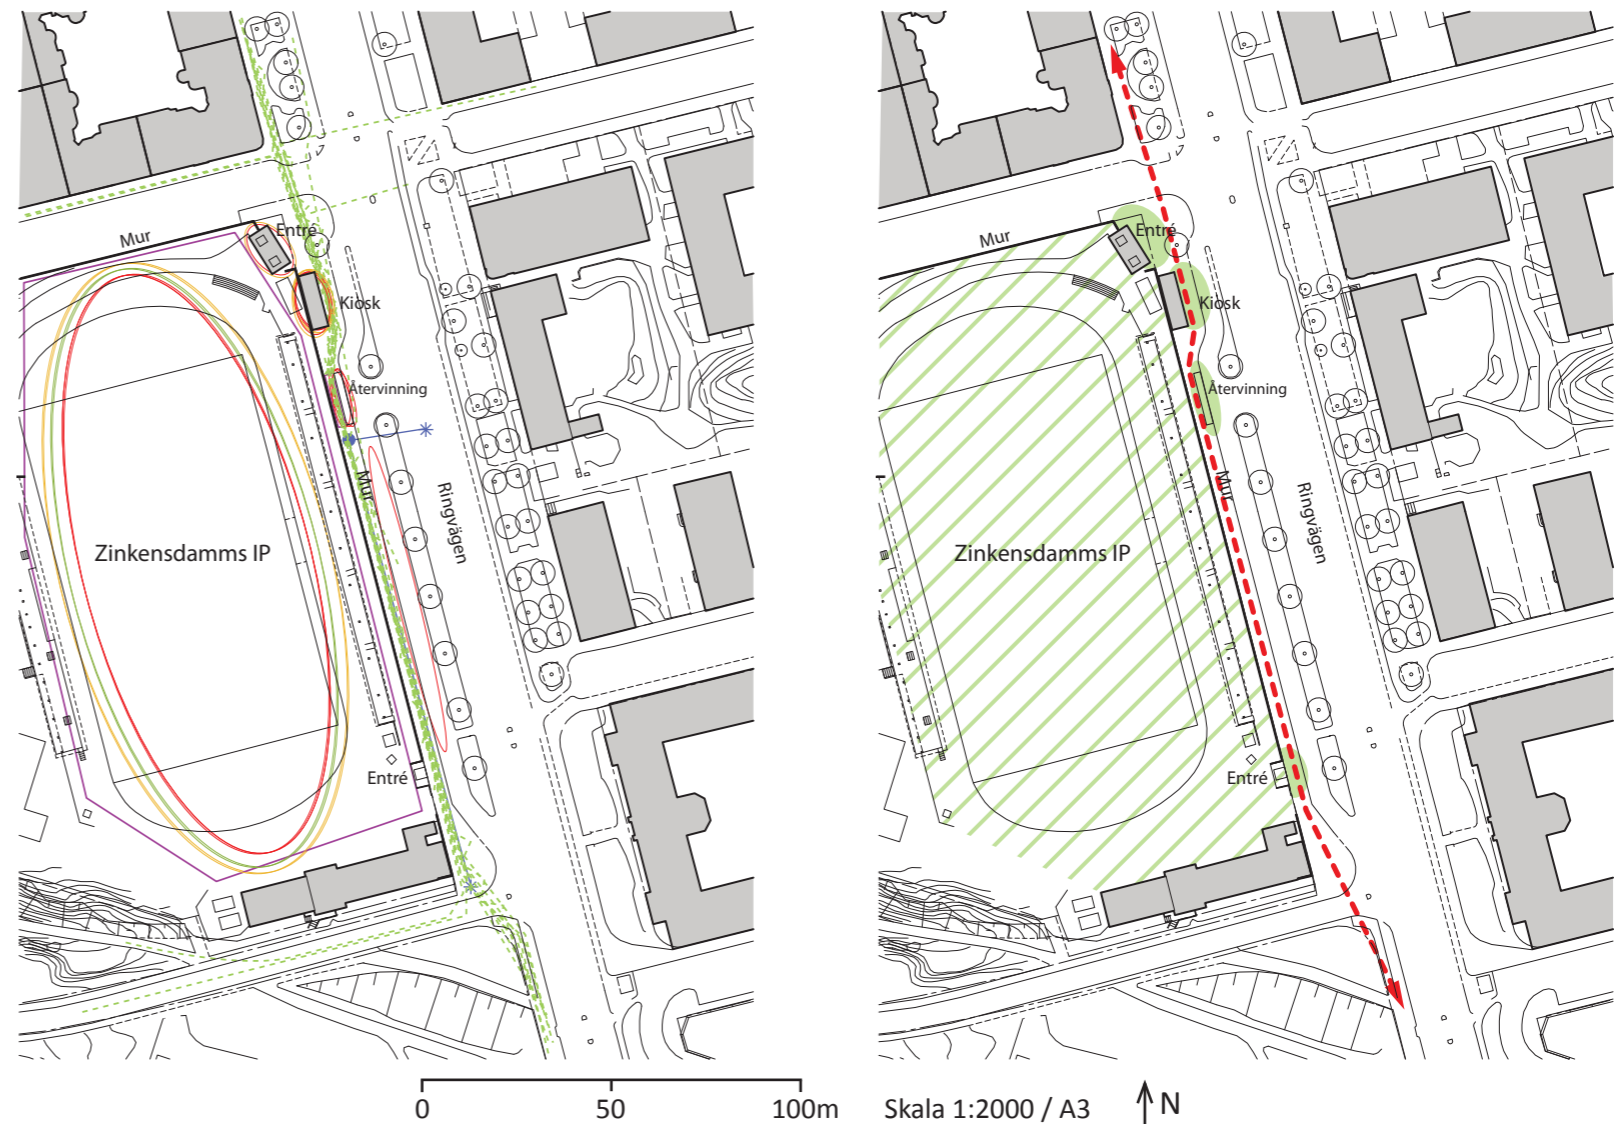 Mur
Entré
Kiosk
Återvinning
Mur
Ringvägen
Zinkensdamms IP
Entré
Mur
Entré
Kiosk
Återvinning
Mur
Ringvägen
Zinkensdamms IP
Entré
0 50 100m Skala 1:2000 / A3 N